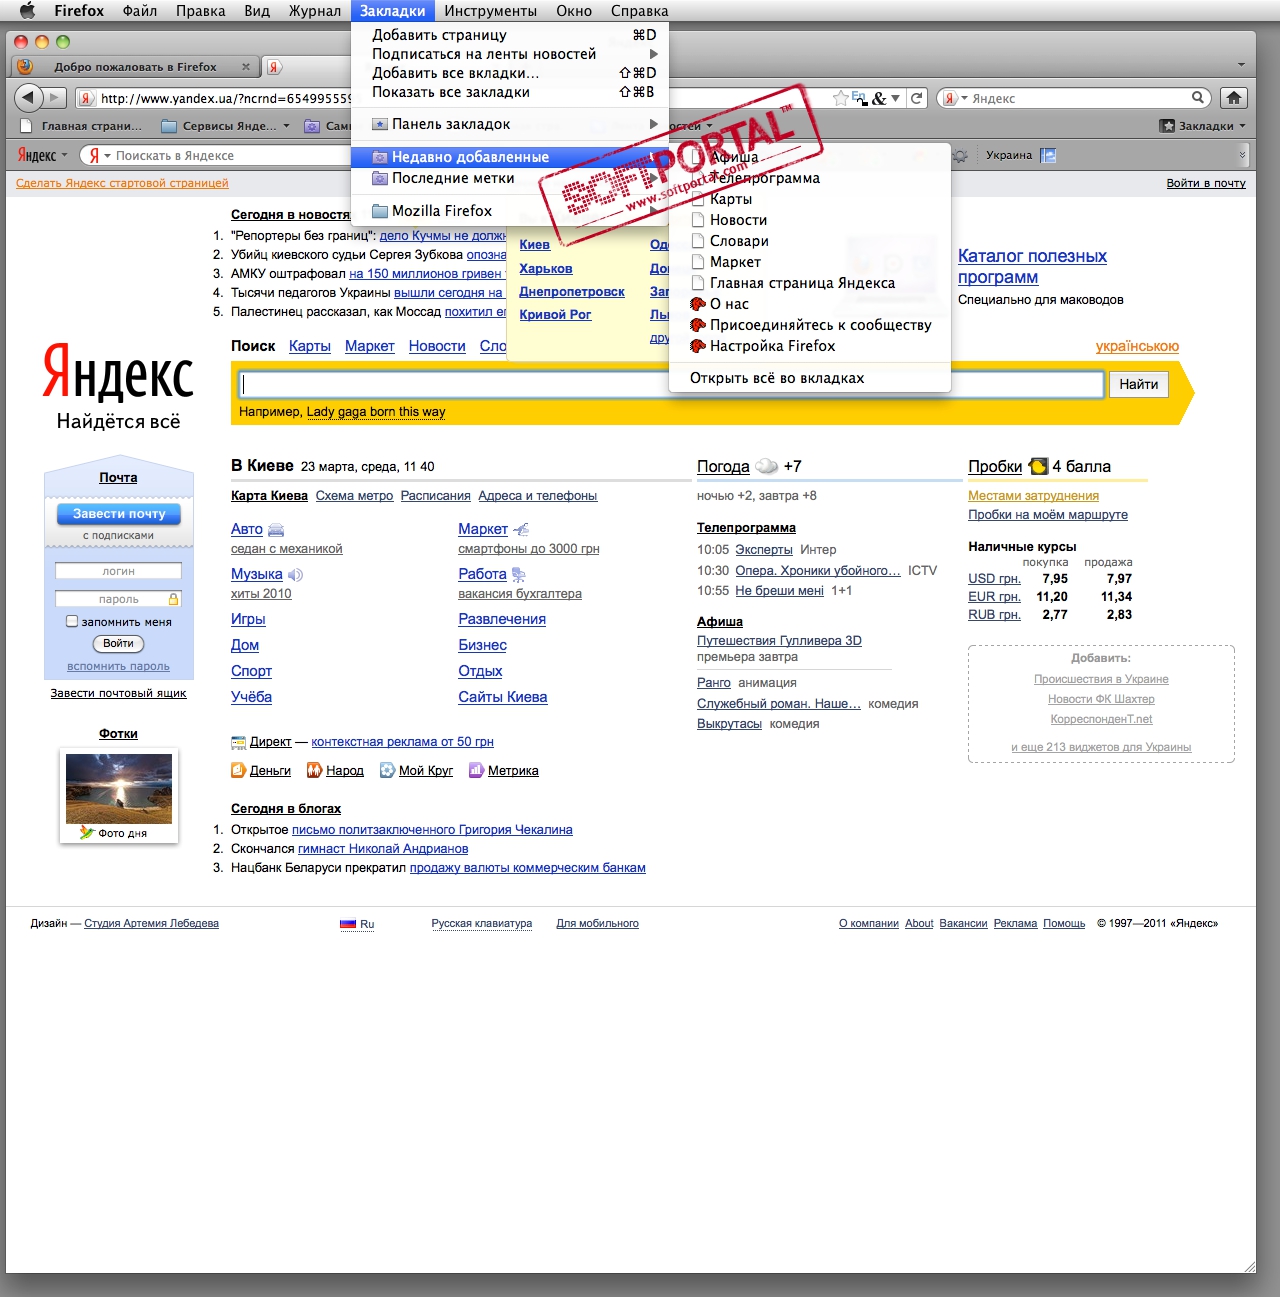 Firefox Файл Правка Вид Журнал Закладки Инструменты Окно Справка
Добавить страницу ⌘D
Подписаться на ленты новостей
Добавить все вкладки... ⇧⌘D
Показать все закладки ⇧⌘B
Панель закладок
Недавно добавленные
Последние метки
Mozilla Firefox
Афиша
Телепрограмма
Карты
Новости
Словари
Маркет
Главная страница Яндекса
О нас
Присоединяйтесь к сообществу
Настройка Firefox
Открыть всё во вкладках
SOFTPORTAL™
www.softportal.com
Добро пожаловать в Firefox
http://www.yandex.ua/?ncrnd=654995559
Яндекс
Главная страни...
Сервисы Янде...
Закладки
Яндекс
Поискать в Яндексе
Украина
Сделать Яндекс стартовой страницей
Войти в почту
Сегодня в новостях
1. "Репортеры без границ": дело Кучмы не
2. Убийц киевского судьи Сергея Зубкова
3. АМКУ оштрафовал на 150 миллионов гривен
4. Тысячи педагогов Украины вышли сегодня на
5. Палестинец рассказал, как Моссад похитил
Киев
Харьков
Днепропетровск
Кривой Рог
Каталог полезных
программ
Специально для маководов
Яндекс
Найдётся всё
Поиск Карты Маркет Новости
українською
Найти
Например, Lady gaga born this way
Почта
Завести почту
с подписками
логин
пароль
запомнить меня
Войти
вспомнить пароль
Завести почтовый ящик
Фотки
Фото дня
В Киеве 23 марта, среда, 11 40
Карта Киева Схема метро Расписания Адреса и телефоны
Авто
седан с механикой
Музыка
хиты 2010
Игры
Дом
Спорт
Учёба
Маркет
смартфоны до 3000 грн
Работа
вакансия бухгалтера
Развлечения
Бизнес
Отдых
Сайты Киева
Директ — контекстная реклама от 50 грн
Деньги Народ Мой Круг Метрика
Сегодня в блогах
1. Открытое письмо политзаключенного Григория Чекалина
2. Скончался гимнаст Николай Андрианов
3. Нацбанк Беларуси прекратил продажу валюты коммерческим банкам
Погода +7
ночью +2, завтра +8
Телепрограмма
10:05 Эксперты Интер
10:30 Опера. Хроники убойного... ICTV
10:55 Не бреши мені 1+1
Афиша
Путешествия Гулливера 3D
премьера завтра
Ранго анимация
Служебный роман. Наше... комедия
Выкрутасы комедия
Пробки 4 балла
Местами затруднения
Пробки на моём маршруте
Наличные курсы
покупка продажа
USD грн. 7,95 7,97
EUR грн. 11,20 11,34
RUB грн. 2,77 2,83
Добавить:
Происшествия в Украине
Новости ФК Шахтер
КорреспонденТ.net
и еще 213 виджетов для Украины
Дизайн — Студия Артемия Лебедева Ru Русская клавиатура Для мобильного О компании About Вакансии Реклама Помощь © 1997—2011 «Яндекс»